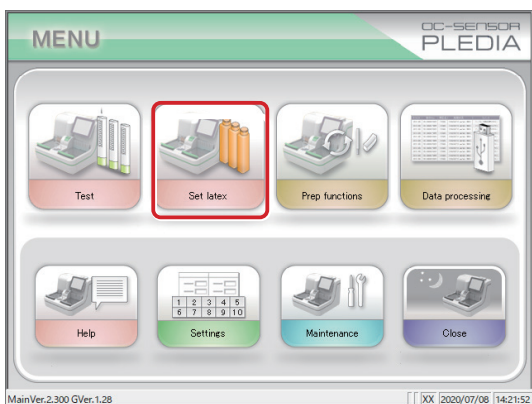 MENU
OC-SENSOR
PLEDIA
Test
Set latex
Prep functions
Data processing
1 2 3 4 5
6 7 8 9 10
Help
Settings
Maintenance
Close
MainVer.2.300 GVer.1.28
XX 2020/07/08 14:21:52